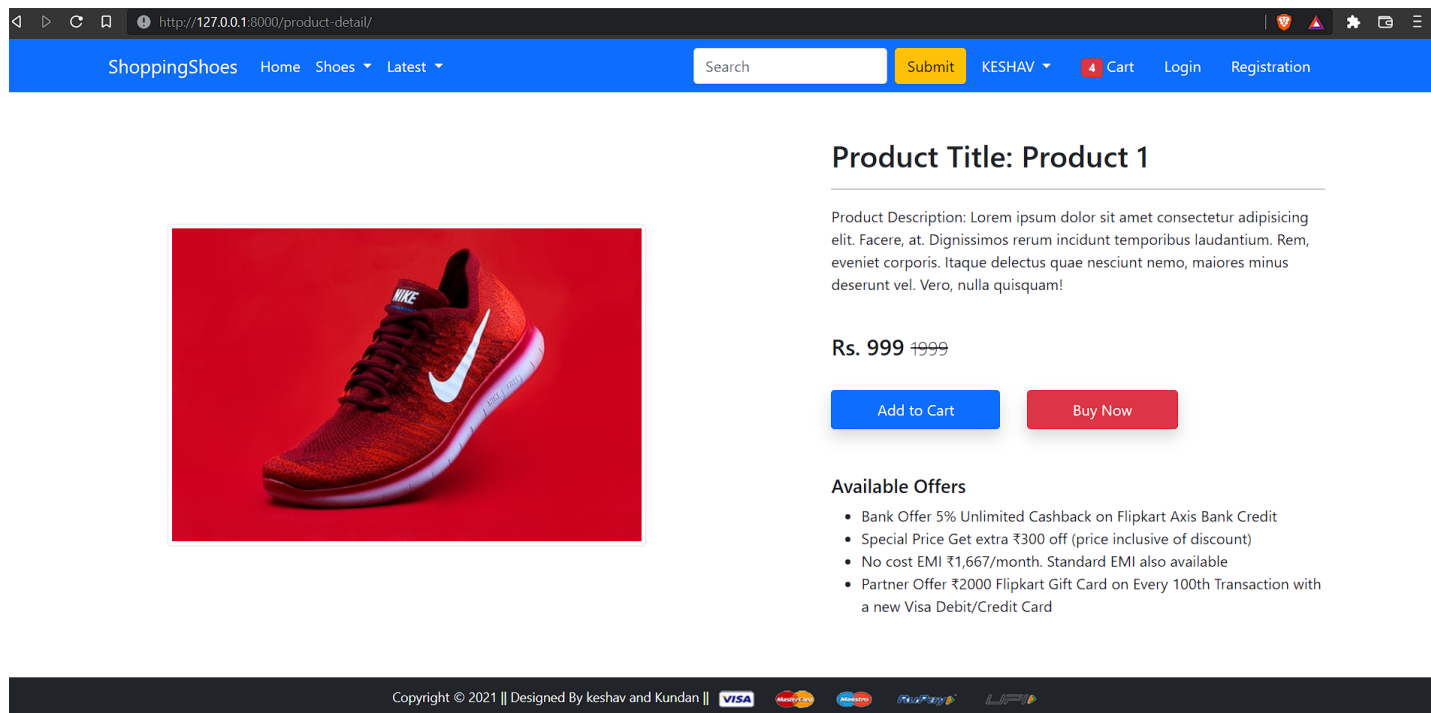 http://127.0.0.1:8000/product-detail/
ShoppingShoes Home Shoes Latest Search Submit KESHAV 4 Cart Login Registration
Product Title: Product 1
Product Description: Lorem ipsum dolor sit amet consectetur adipisicing
elit. Facere, at. Dignissimos rerum incidunt temporibus laudantium. Rem,
eveniet corporis. Itaque delectus quae nesciunt nemo, maiores minus
deserunt vel. Vero, nulla quisquam!
NIKE
Rs. 999 1999
Add to Cart Buy Now
Available Offers
• Bank Offer 5% Unlimited Cashback on Flipkart Axis Bank Credit
• Special Price Get extra ₹300 off (price inclusive of discount)
• No cost EMI ₹1,667/month. Standard EMI also available
• Partner Offer ₹2000 Flipkart Gift Card on Every 100th Transaction with
a new Visa Debit/Credit Card
Copyright © 2021 || Designed By keshav and Kundan || VISA MasterCard Maestro RuPay UPI